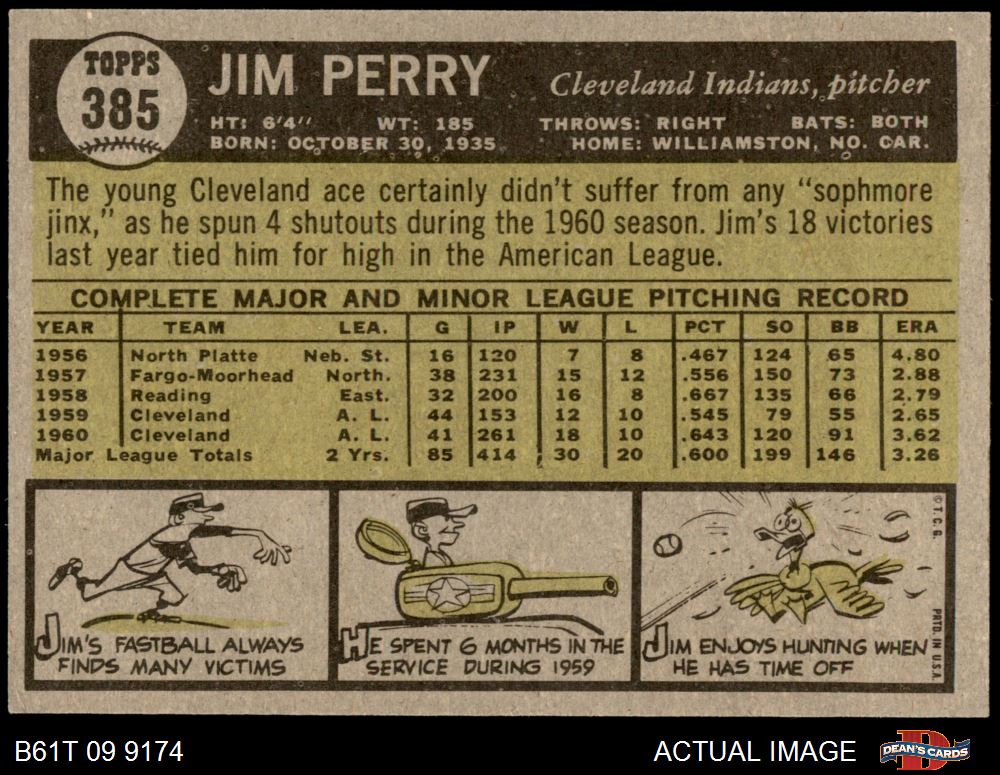 TOPPS
385
JIM PERRY
Cleveland Indians, pitcher
HT: 6'4" WT: 185 THROWS: RIGHT BATS: BOTH
BORN: OCTOBER 30, 1935 HOME: WILLIAMSTON, NO. CAR.
The young Cleveland ace certainly didn't suffer from any "sophmore
jinx," as he spun 4 shutouts during the 1960 season. Jim's 18 victories
last year tied him for high in the American League.
COMPLETE MAJOR AND MINOR LEAGUE PITCHING RECORD
YEAR TEAM LEA. G IP W L PCT SO BB ERA
1956 North Platte Neb. St. 16 120 7 8 .467 124 65 4.80
1957 Fargo-Moorhead North. 38 231 15 12 .556 150 73 2.88
1958 Reading East. 32 200 16 8 .667 135 66 2.79
1959 Cleveland A. L. 44 153 12 10 .545 79 55 2.65
1960 Cleveland A. L. 41 261 18 10 .643 120 91 3.62
Major League Totals 2 Yrs. 85 414 30 20 .600 199 146 3.26
JIM'S FASTBALL ALWAYS
FINDS MANY VICTIMS
HE SPENT 6 MONTHS IN THE
SERVICE DURING 1959
JIM ENJOYS HUNTING WHEN
HE HAS TIME OFF
© T. C. G.
PRTD. IN U.S.A.
B61T 09 9174
ACTUAL IMAGE
DEAN'S CARDS